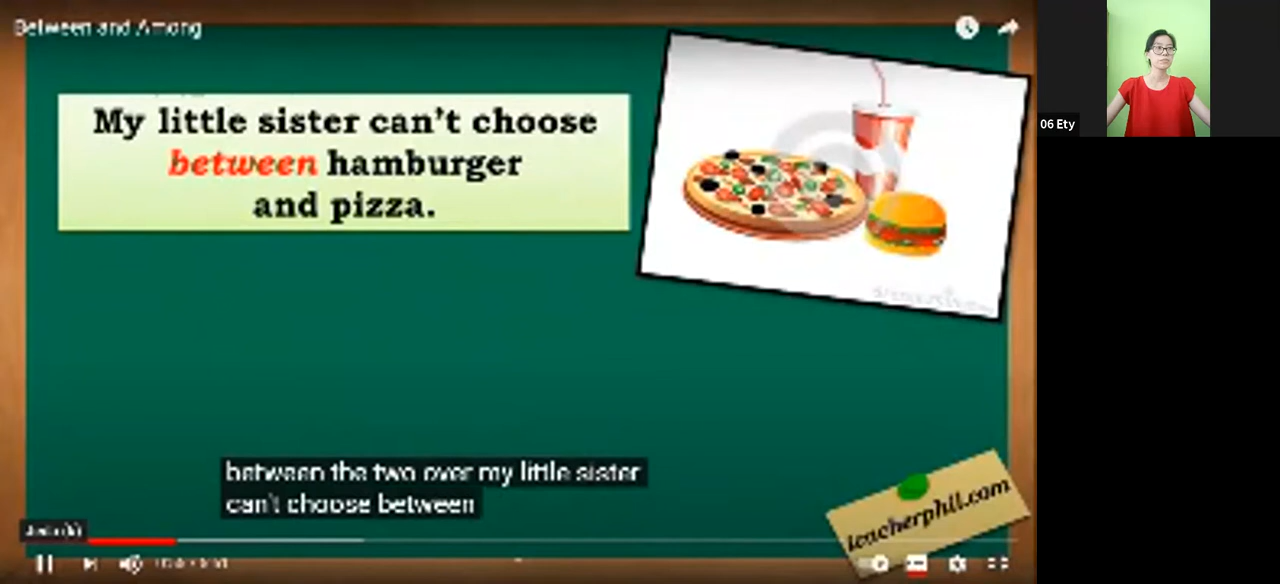 Between and Among
My little sister can't choose
between hamburger
and pizza.
06 Ety
between the two over my little sister
can't choose between
teacherphil.com